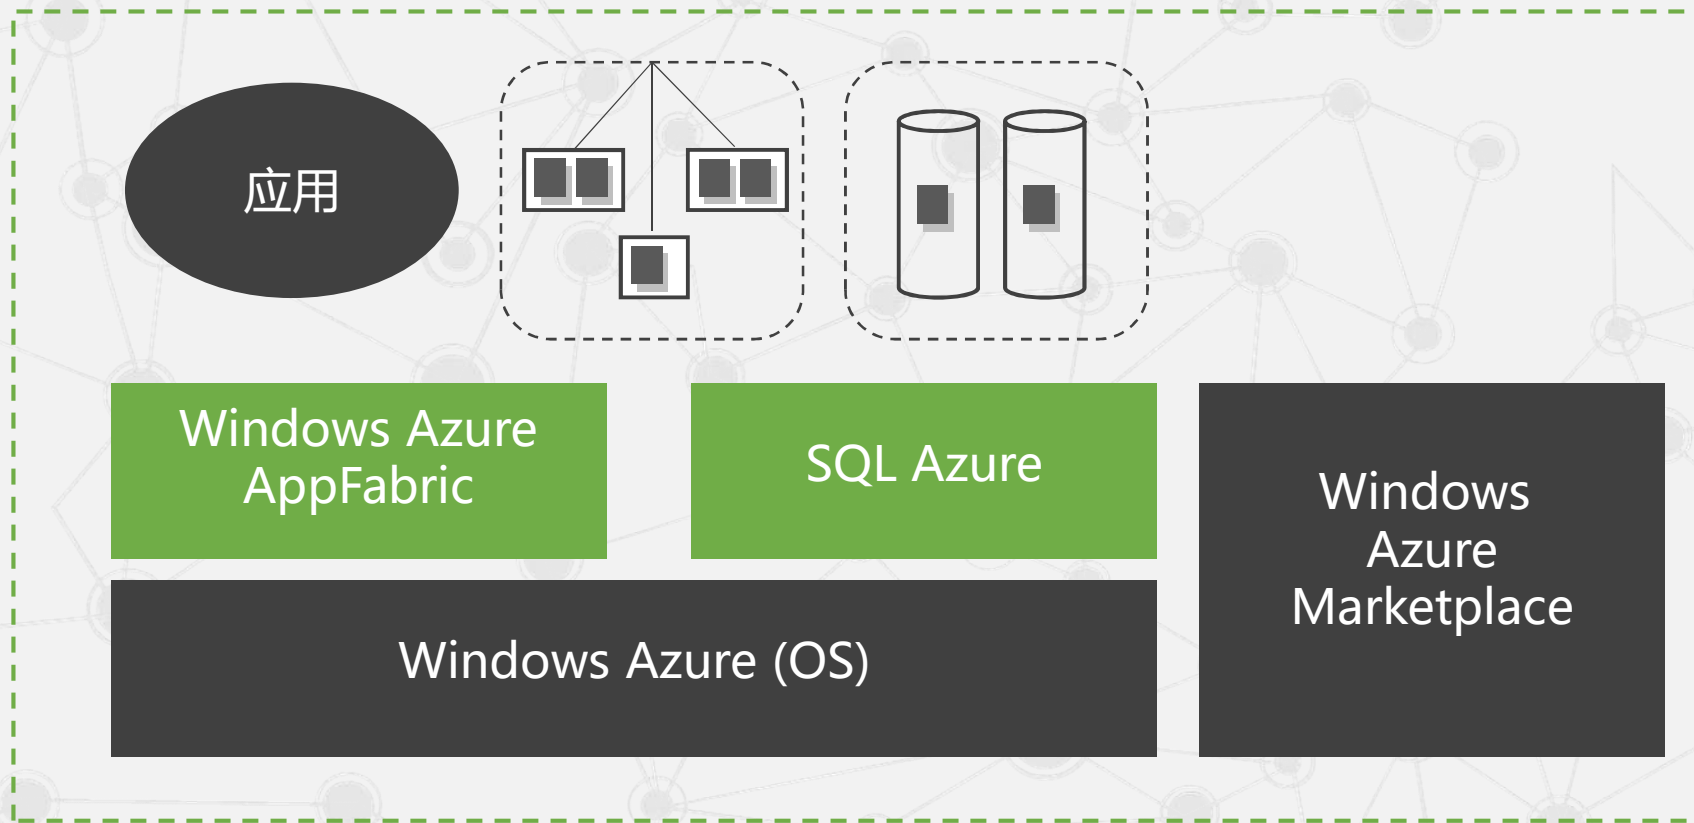 应用
Windows Azure
AppFabric
SQL Azure
Windows
Azure
Marketplace
Windows Azure (OS)